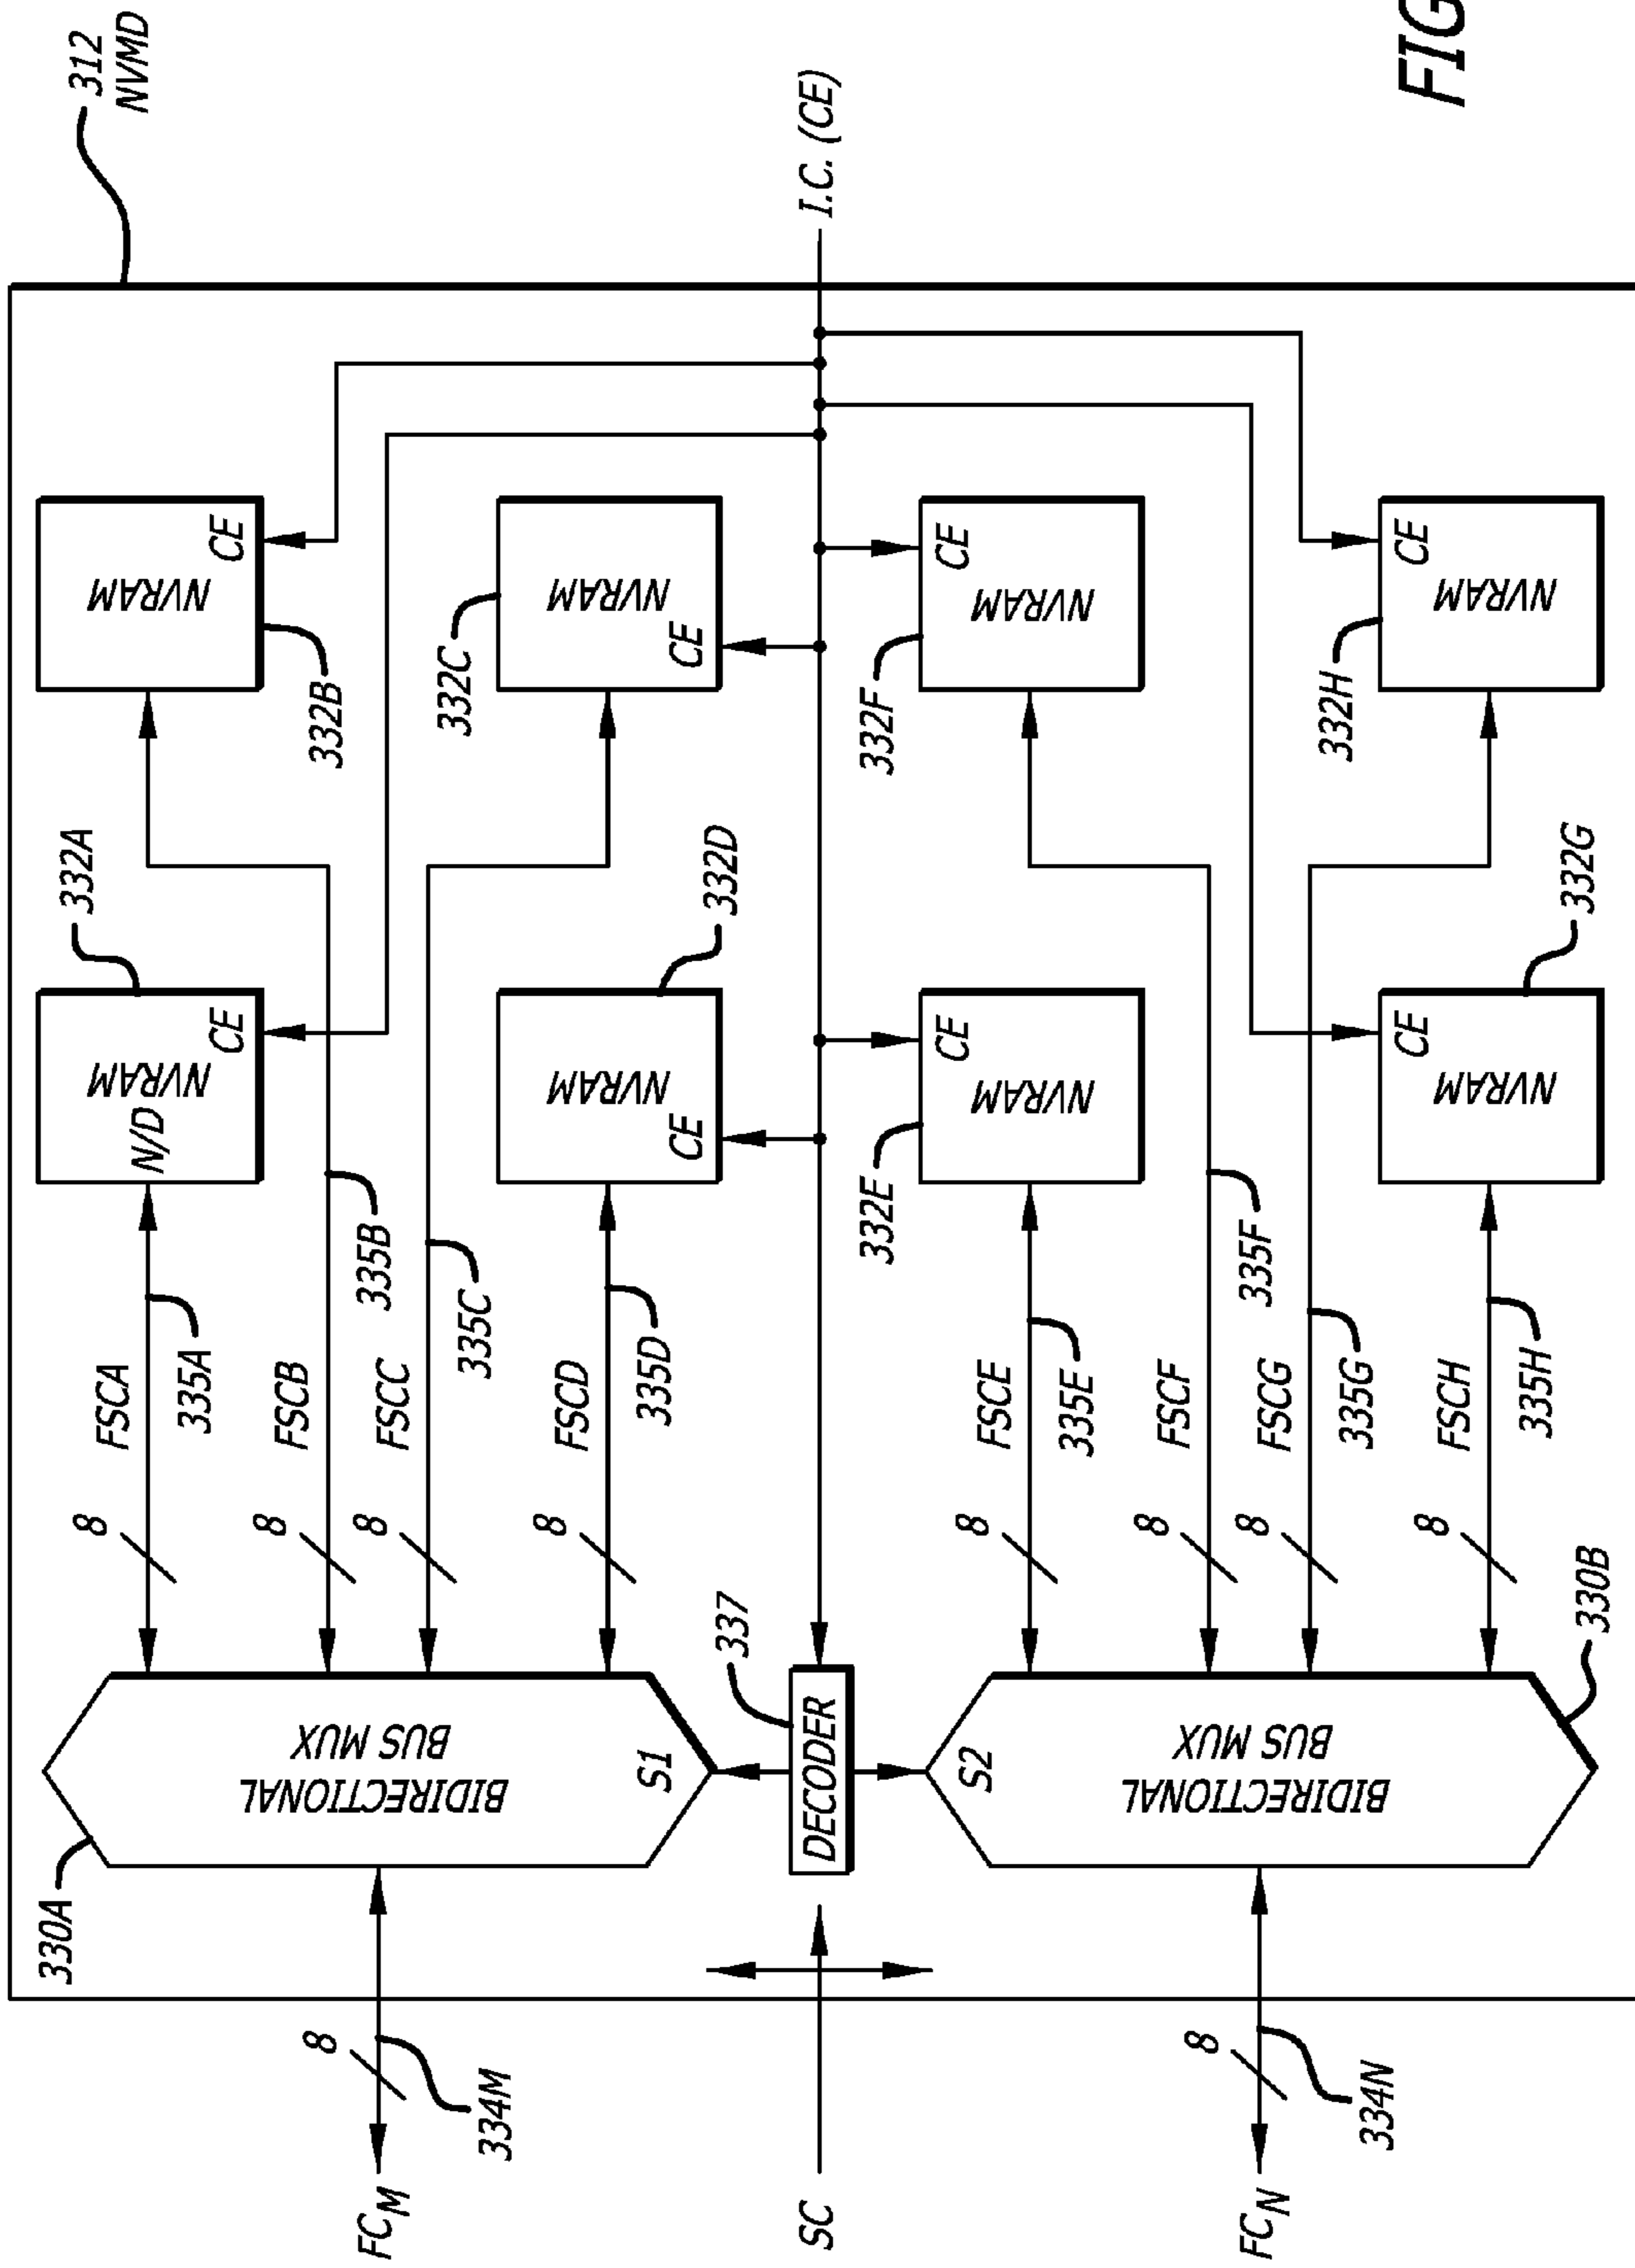 312
NVMD
332A
332B
NVRAM
N/D
CE
NVRAM
CE
FSCA
335A
8
FSCB
335B
8
FSCC
335C
8
FSCD
335D
8
330A
BIDIRECTIONAL
BUS MUX
S1
FCM
8
334M
332C
NVRAM
CE
332D
NVRAM
CE
I.C. (CE)
337
DECODER
SC
332E
NVRAM
CE
332F
NVRAM
CE
FSCE
335E
8
FSCF
335F
8
FSCG
335G
8
FSCH
335H
8
S2
BIDIRECTIONAL
BUS MUX
330B
FCN
8
334N
332G
NVRAM
CE
332H
NVRAM
CE
FIG